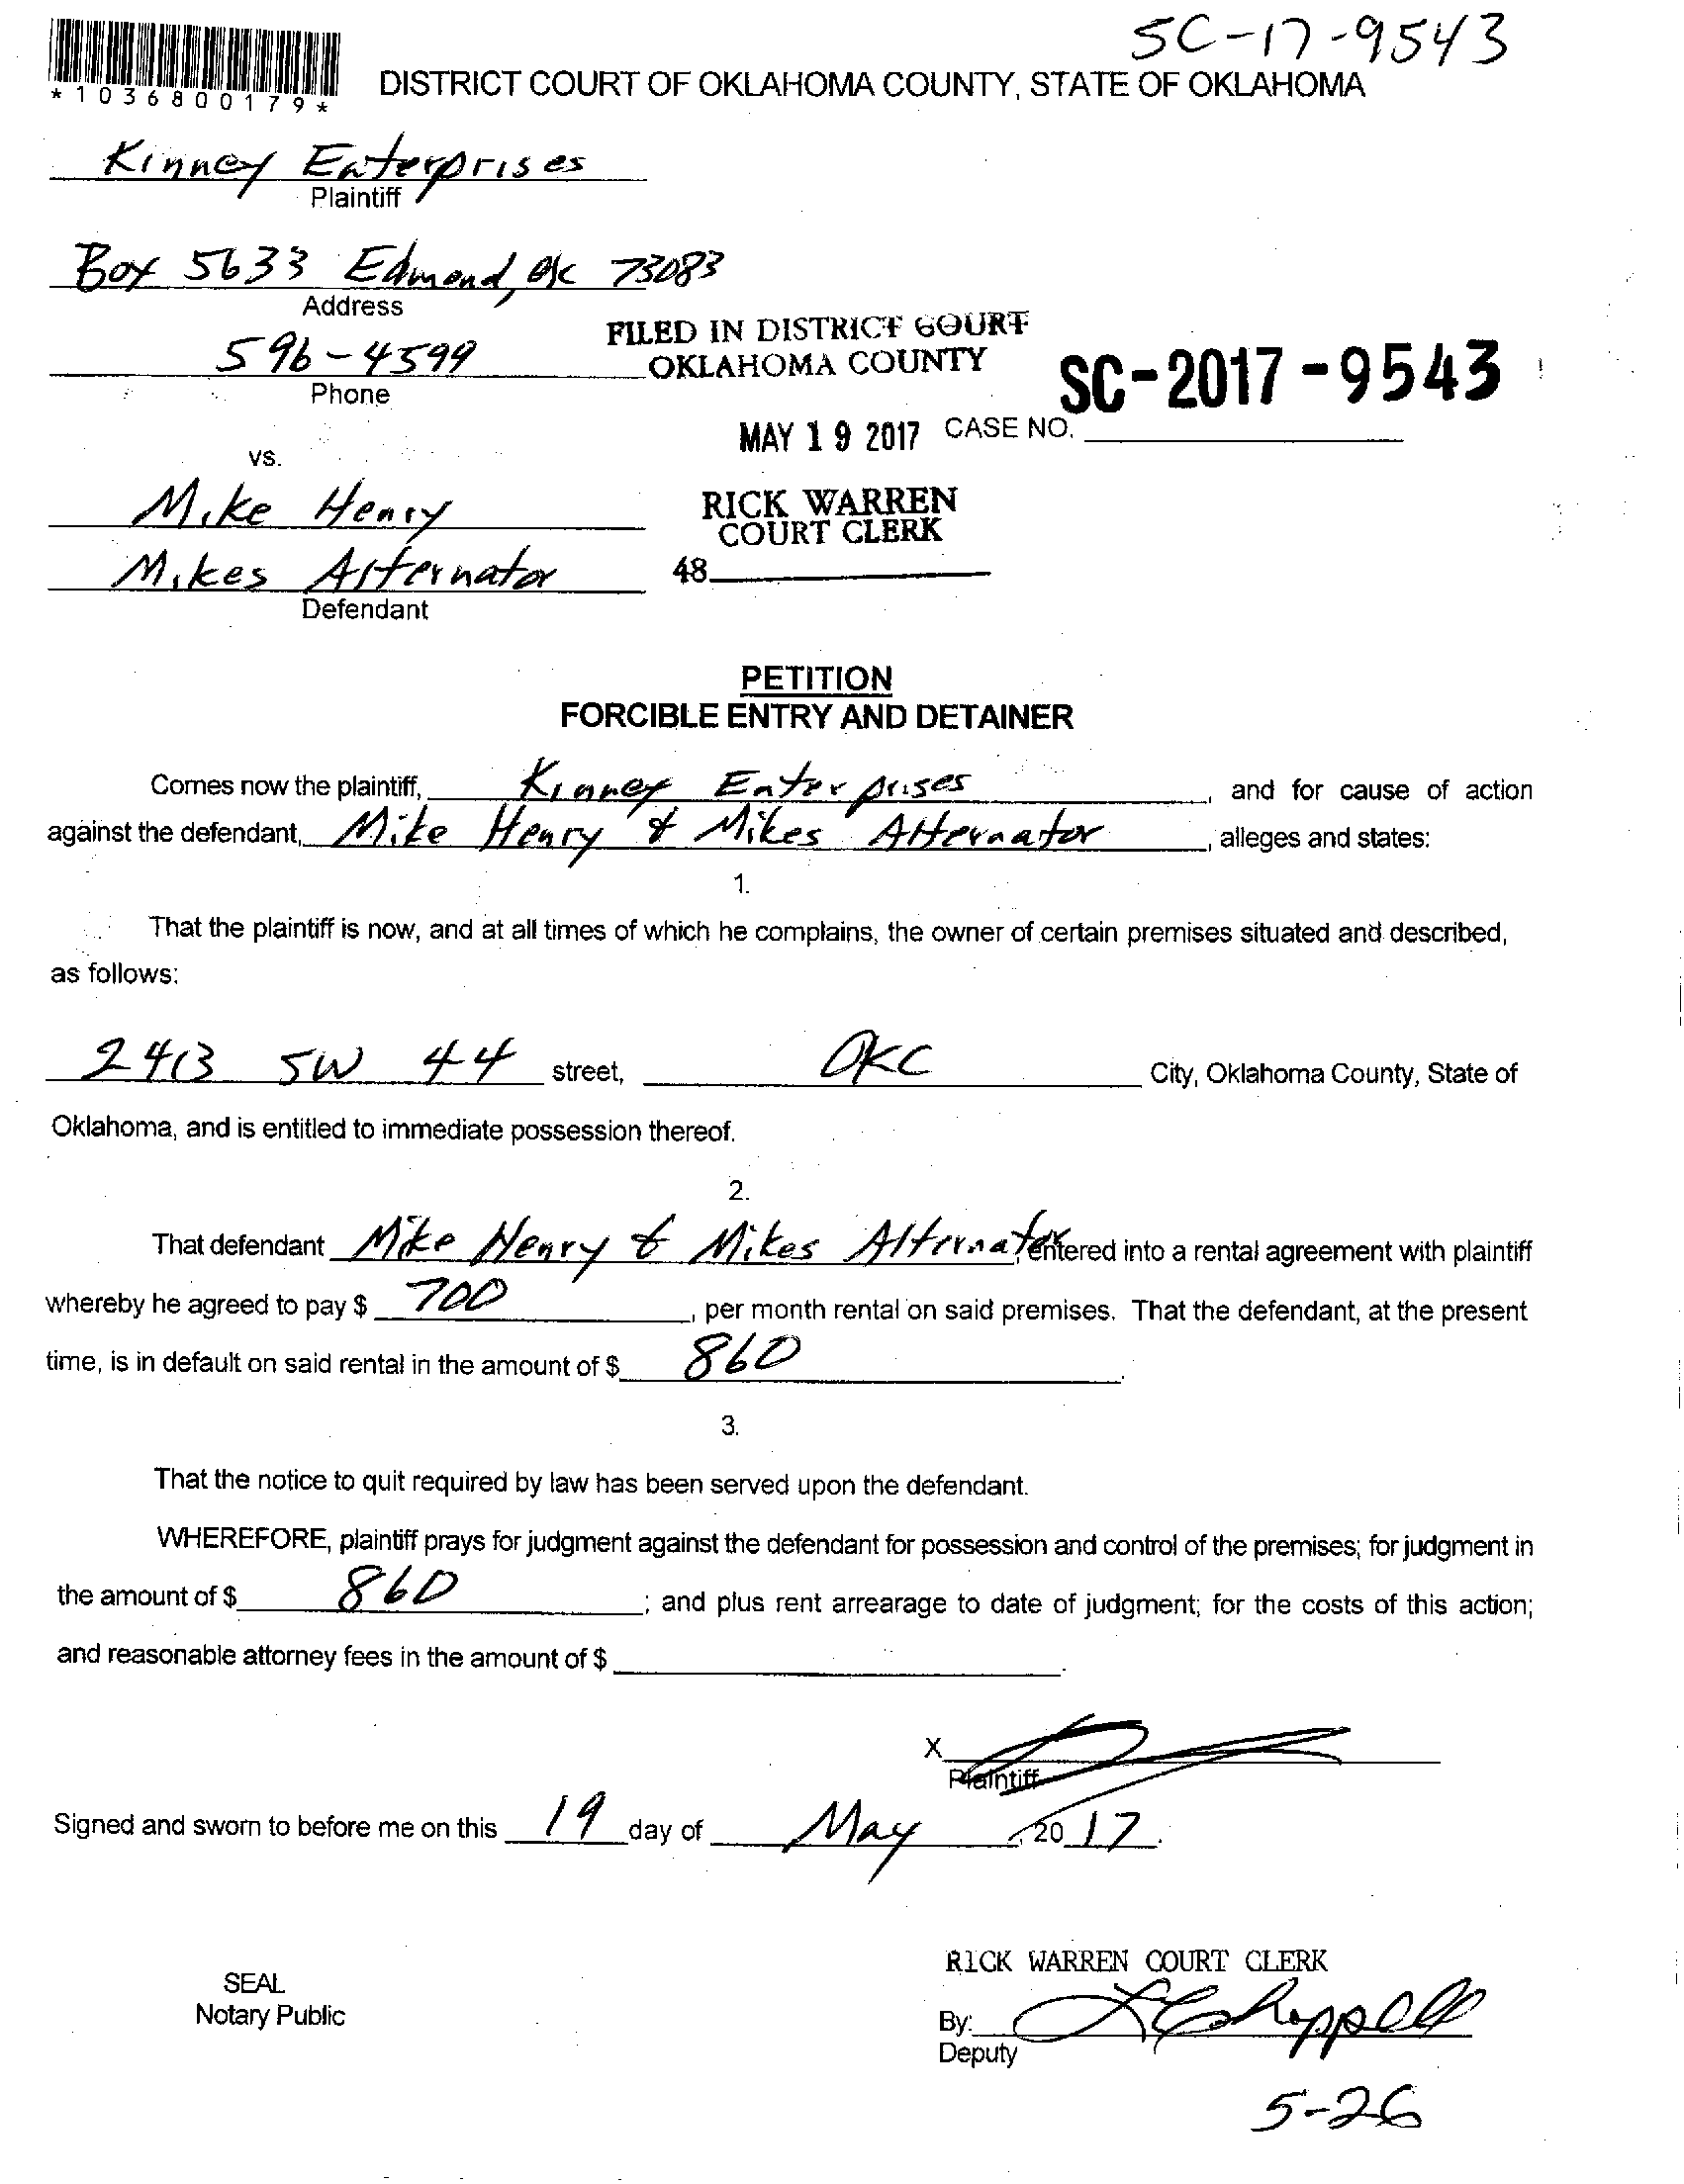 SC-17-9543
*1036800179*
DISTRICT COURT OF OKLAHOMA COUNTY, STATE OF OKLAHOMA
Kinney Enterprises
Plaintiff
Box 5633 Edmond, Ok 73083
Address
596-4599
Phone
FILED IN DISTRICT COURT
OKLAHOMA COUNTY
SC-2017-9543
MAY 19 2017 CASE NO.
vs.
Mike Henry
RICK WARREN
COURT CLERK
Mikes Alternator
48
Defendant
PETITION
FORCIBLE ENTRY AND DETAINER
Comes now the plaintiff, Kinney Enterprises, and for cause of action
against the defendant, Mike Henry & Mikes Alternator, alleges and states:
1.
That the plaintiff is now, and at all times of which he complains, the owner of certain premises situated and described,
as follows:
2413 SW 44 street, OKC City, Oklahoma County, State of
Oklahoma, and is entitled to immediate possession thereof.
2.
That defendant Mike Henry & Mikes Alternator, entered into a rental agreement with plaintiff
whereby he agreed to pay $ 700, per month rental on said premises. That the defendant, at the present
time, is in default on said rental in the amount of $ 860.
3.
That the notice to quit required by law has been served upon the defendant.
WHEREFORE, plaintiff prays for judgment against the defendant for possession and control of the premises; for judgment in
the amount of $ 860; and plus rent arrearage to date of judgment; for the costs of this action;
and reasonable attorney fees in the amount of $ .
X
Plaintiff
Signed and sworn to before me on this 19 day of May, 20 17.
RICK WARREN COURT CLERK
SEAL
Notary Public
By:
Deputy
5-26